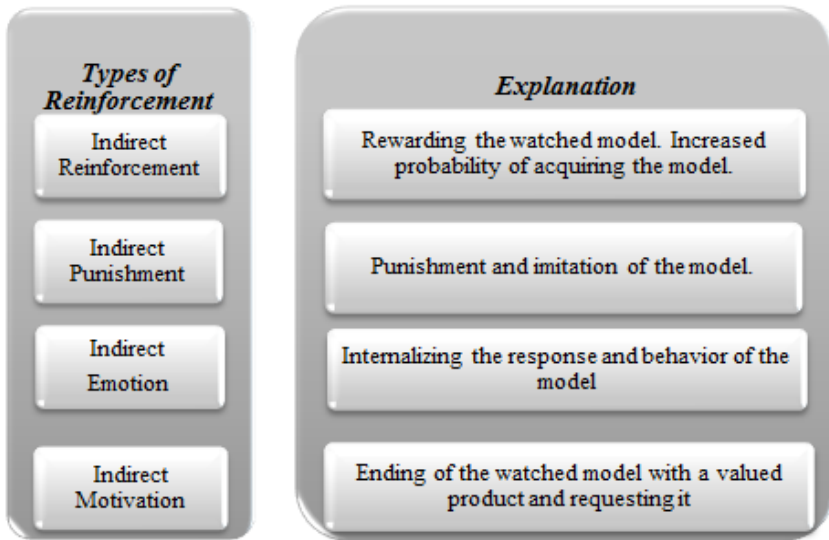 Types of
Reinforcement
Indirect
Reinforcement
Indirect
Punishment
Indirect
Emotion
Indirect
Motivation
Explanation
Rewarding the watched model. Increased
probability of acquiring the model.
Punishment and imitation of the model.
Internalizing the response and behavior of the
model
Ending of the watched model with a valued
product and requesting it